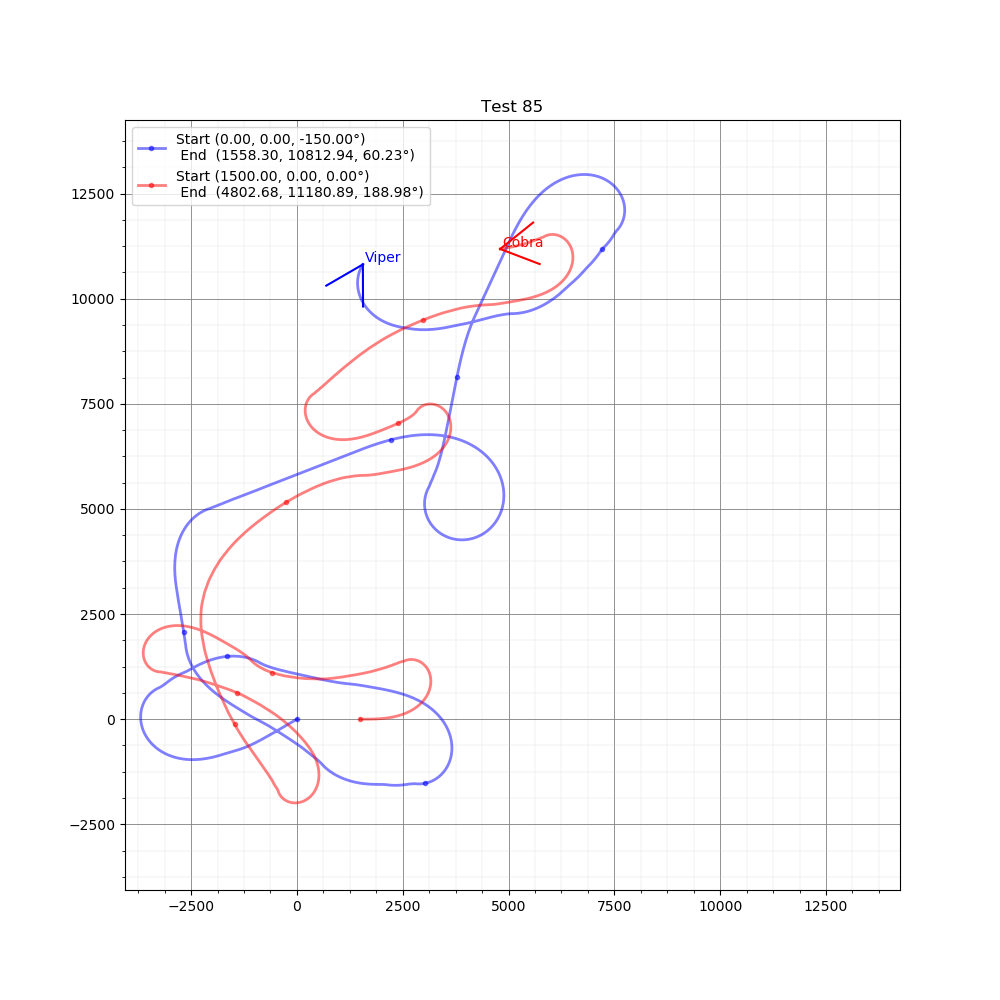 Test 85
Start (0.00, 0.00, -150.00°)
End  (1558.30, 10812.94, 60.23°)
Start (1500.00, 0.00, 0.00°)
End  (4802.68, 11180.89, 188.98°)
12500
10000
7500
5000
2500
0
−2500
Viper
Cobra
−2500
0
2500
5000
7500
10000
12500